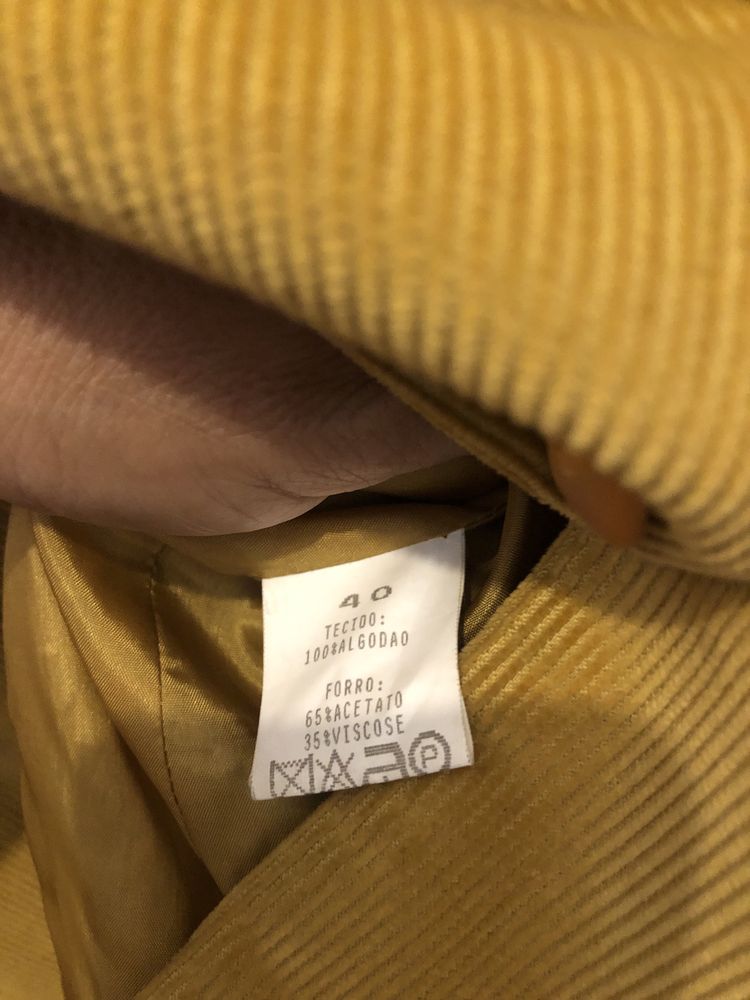 40
TECIDO:
100%ALGODAO
FORRO:
65%ACETATO
35%VISCOSE
P